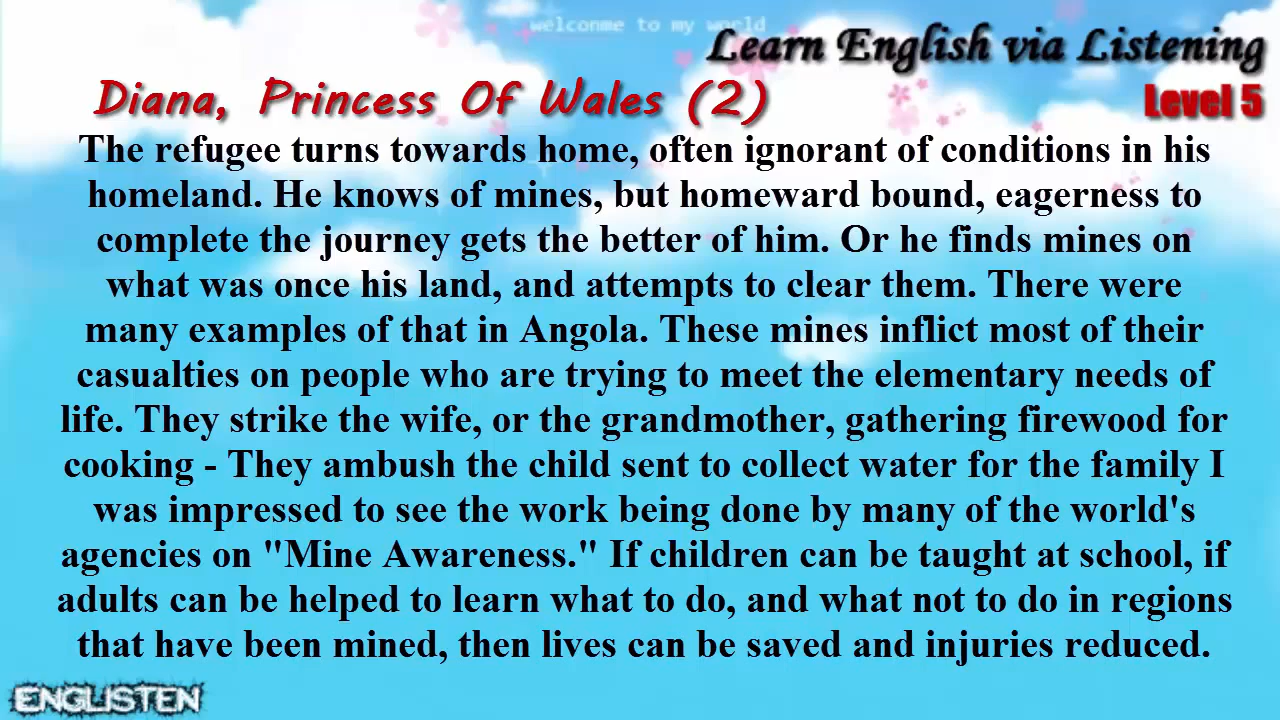 welconme to my world
Learn English via Listening
Diana, Princess Of Wales (2)
Level 5
The refugee turns towards home, often ignorant of conditions in his
homeland. He knows of mines, but homeward bound, eagerness to
complete the journey gets the better of him. Or he finds mines on
what was once his land, and attempts to clear them. There were
many examples of that in Angola. These mines inflict most of their
casualties on people who are trying to meet the elementary needs of
life. They strike the wife, or the grandmother, gathering firewood for
cooking - They ambush the child sent to collect water for the family I
was impressed to see the work being done by many of the world's
agencies on "Mine Awareness." If children can be taught at school, if
adults can be helped to learn what to do, and what not to do in regions
that have been mined, then lives can be saved and injuries reduced.
ENGLISTEN